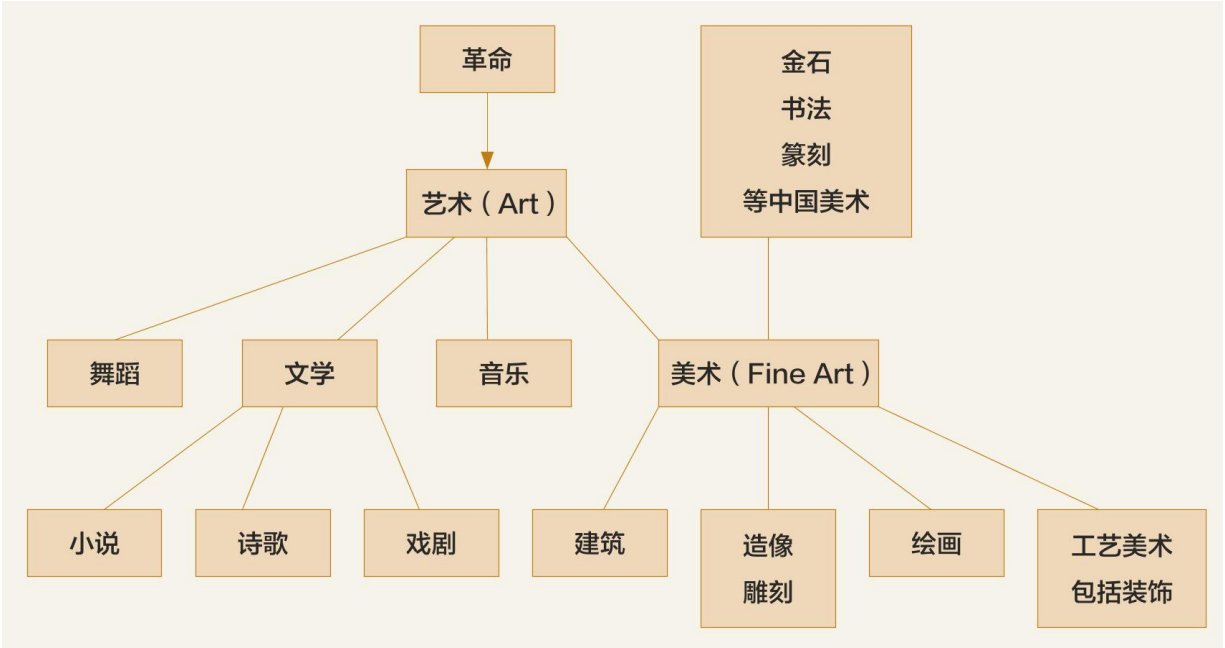 革命
金石
书法
篆刻
等中国美术
艺术（Art）
舞蹈
文学
音乐
美术（Fine Art）
小说
诗歌
戏剧
建筑
造像
雕刻
绘画
工艺美术
包括装饰